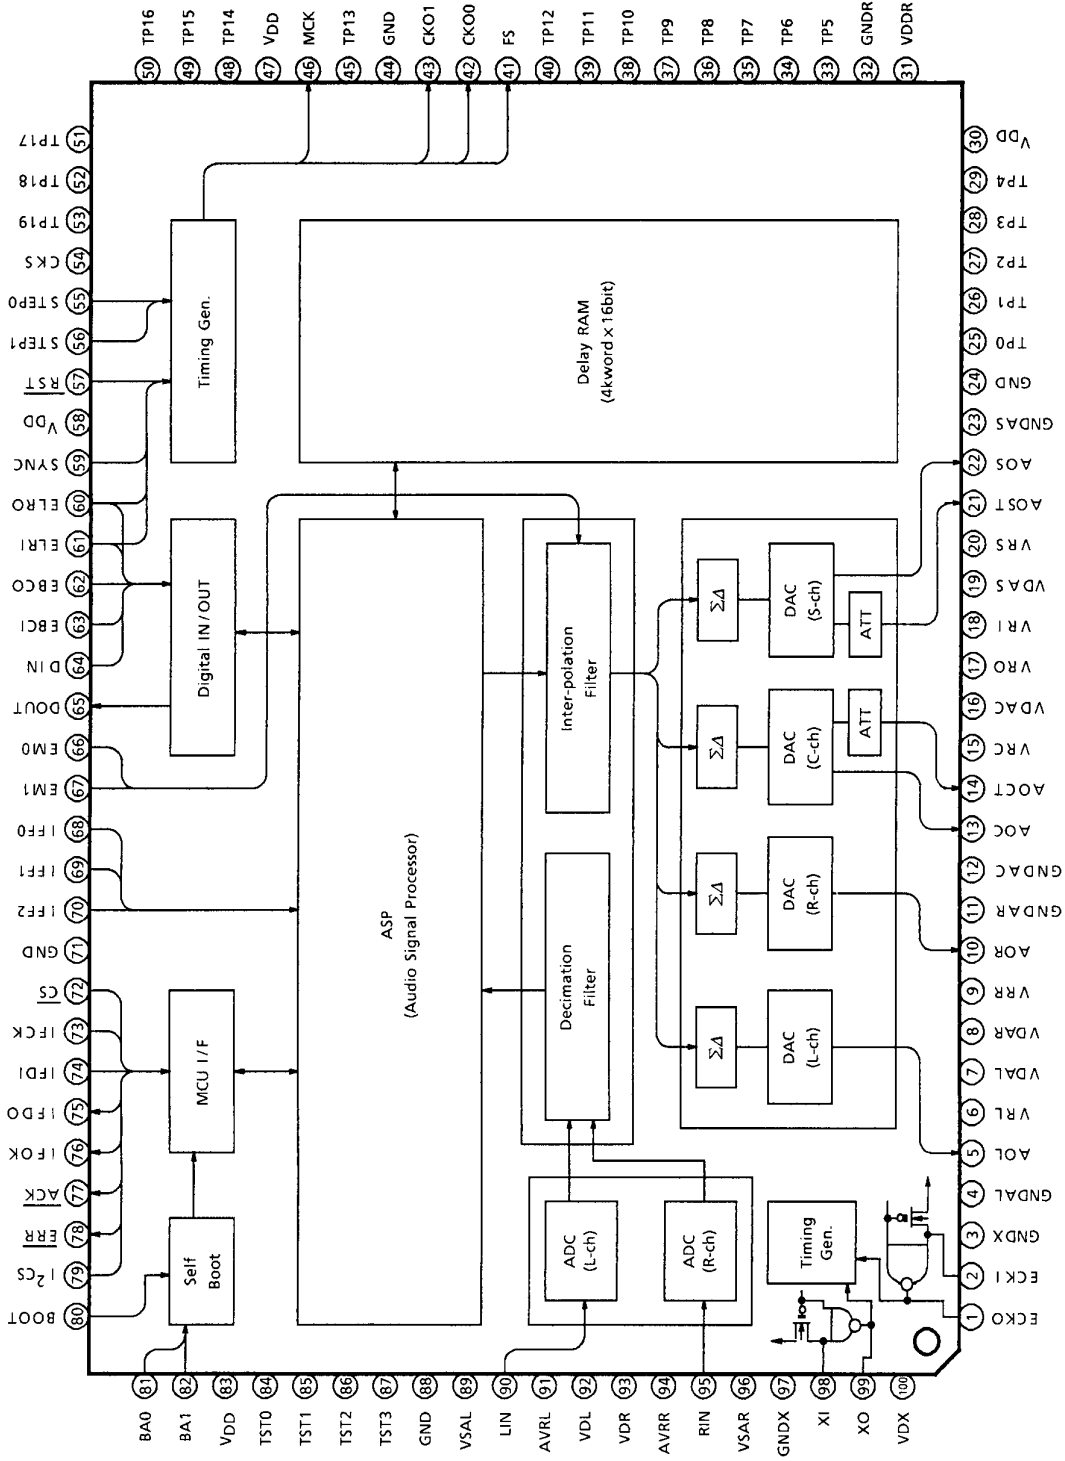 TP16
TP15
TP14
VDD
MCK
TP13
GND
CKO1
CKO0
FS
TP12
TP11
TP10
TP9
TP8
TP7
TP6
TP5
GNDR
VDDR
50
49
48
47
46
45
44
43
42
41
40
39
38
37
36
35
34
33
32
31
TP17 51
TP18 52
TP19 53
CKS 54
STEP0 55
STEP1 56
RST 57
VDD 58
SYNC 59
ELRO 60
ELRI 61
EBCO 62
EBCI 63
DIN 64
DOUT 65
EM0 66
EM1 67
IFF0 68
IFF1 69
IFF2 70
GND 71
CS 72
IFCK 73
IFDI 74
IFDO 75
IFOK 76
ACK 77
ERR 78
I²CS 79
BOOT 80
Timing Gen.
Delay RAM
(4kword x 16bit)
Digital IN / OUT
ASP
(Audio Signal Processor)
Inter-polation
Filter
Decimation
Filter
MCU I / F
Self
Boot
ΣΔ
DAC
(S-ch)
ATT
ΣΔ
DAC
(C-ch)
ATT
ΣΔ
DAC
(R-ch)
ΣΔ
DAC
(L-ch)
ADC
(L-ch)
ADC
(R-ch)
Timing
Gen.
30 VDD
29 TP4
28 TP3
27 TP2
26 TP1
25 TP0
24 GND
23 GNDAS
22 AOS
21 AOST
20 VRS
19 VDAS
18 VRI
17 VRO
16 VDAC
15 VRC
14 AOCT
13 AOC
12 GNDAC
11 GNDAR
10 AOR
9 VRR
8 VDAR
7 VDAL
6 VRL
5 AOL
4 GNDAL
3 GNDX
2 ECKI
1 ECKO
81
82
83
84
85
86
87
88
89
90
91
92
93
94
95
96
97
98
99
100
BA0
BA1
VDD
TST0
TST1
TST2
TST3
GND
VSAL
LIN
AVRL
VDL
VDR
AVRR
RIN
VSAR
GNDX
XI
XO
VDX